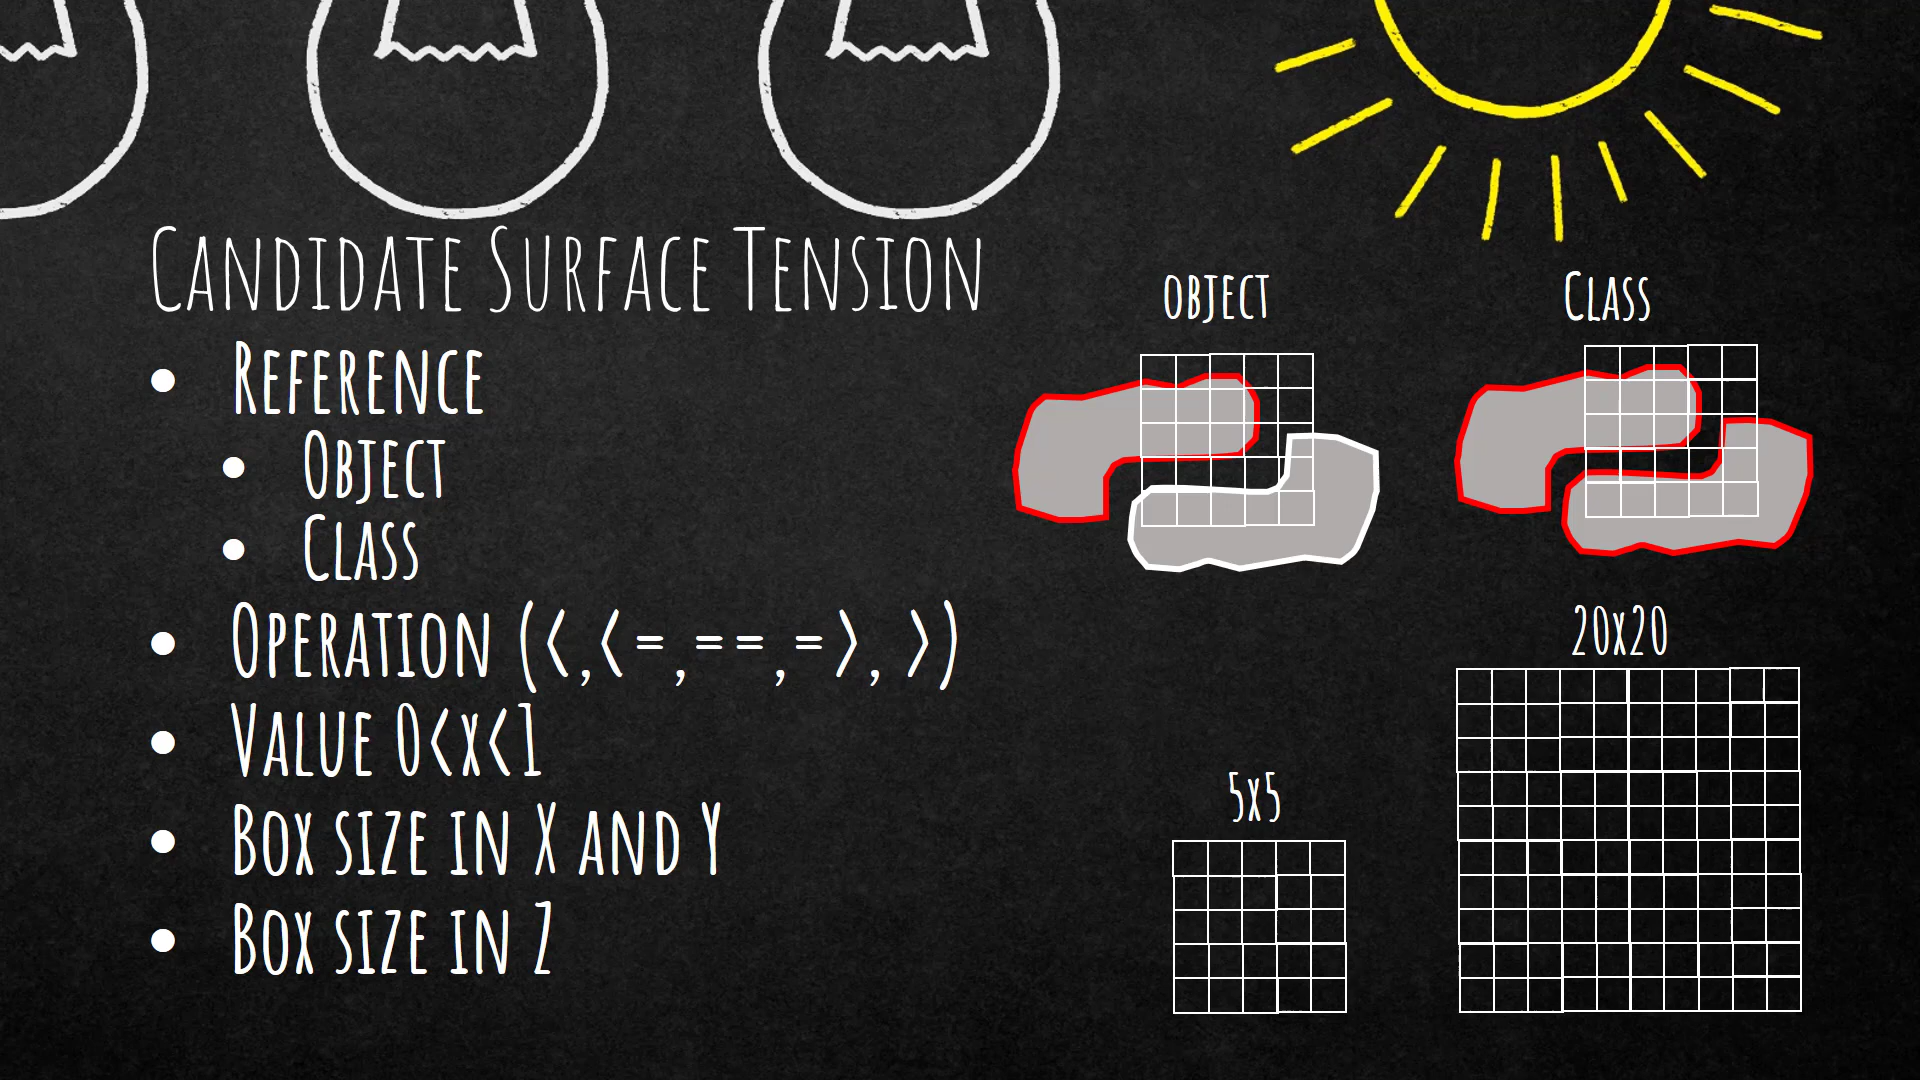 Candidate Surface Tension
Reference
Object
Class
Operation (<,<=,==,=>, >)
Value 0<x<1
Box size in X and Y
Box size in Z
object
Class
20x20
5x5